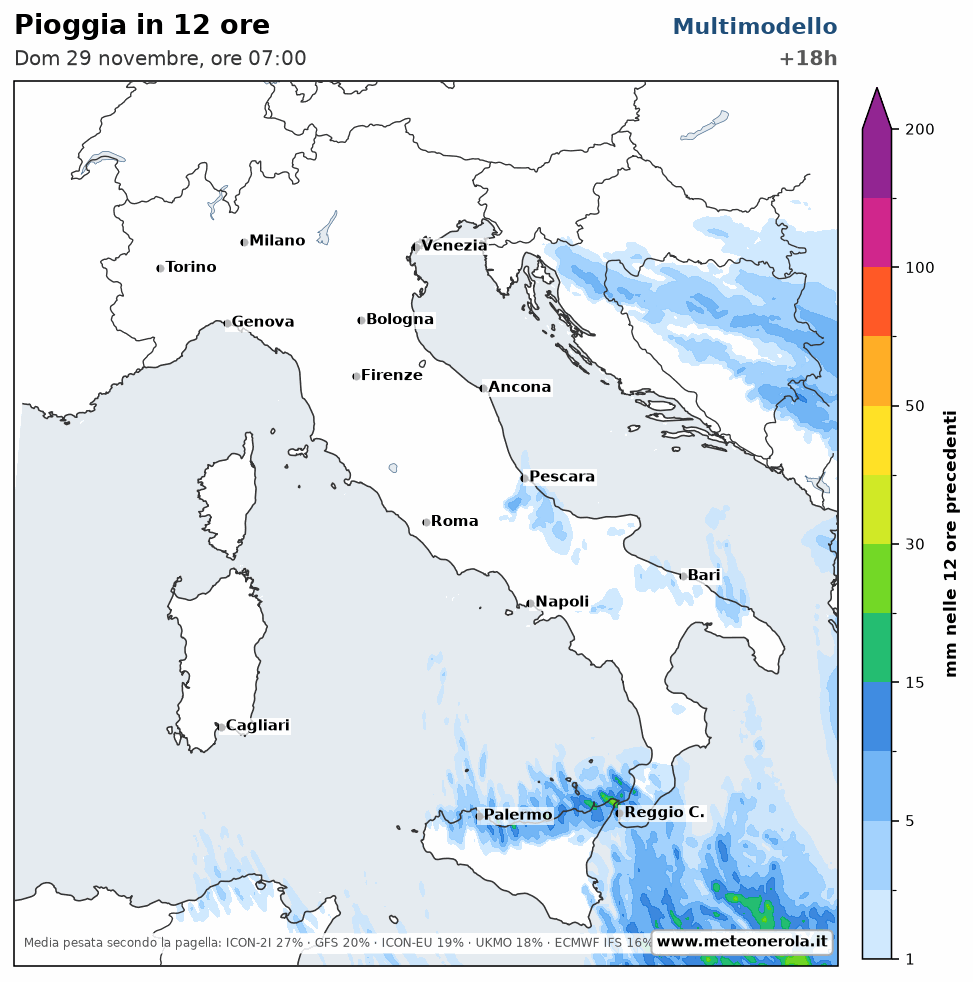 Pioggia in 12 ore
Multimodello
Dom 29 novembre, ore 07:00
+18h
200
100
50
30
15
5
1
mm nelle 12 ore precedenti
Milano
Venezia
Torino
Genova
Bologna
Firenze
Ancona
Pescara
Roma
Bari
Napoli
Cagliari
Palermo
Reggio C.
Media pesata secondo la pagella: ICON-2I 27% · GFS 20% · ICON-EU 19% · UKMO 18% · ECMWF IFS 16%
www.meteonerola.it